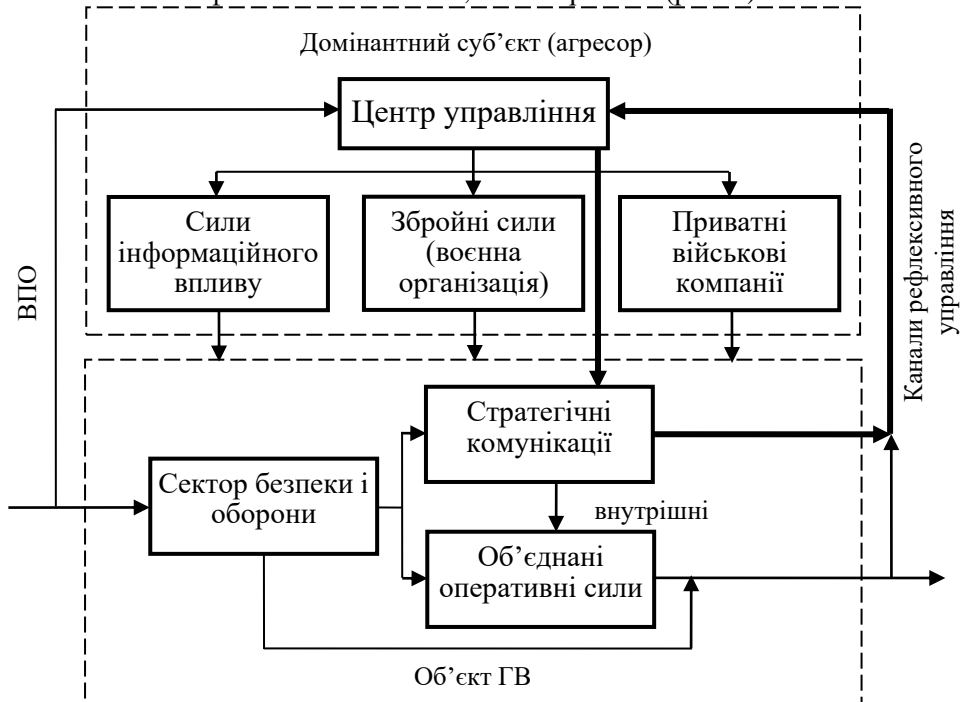 Домінантний суб’єкт (агресор)
Центр управління
Сили
інформаційного
впливу
Збройні сили
(воєнна
організація)
Приватні
військові
компанії
ВПО
Канали рефлексивного
управління
Стратегічні
комунікації
Сектор безпеки і
оборони
внутрішні
Об’єднані
оперативні сили
Об’єкт ГВ